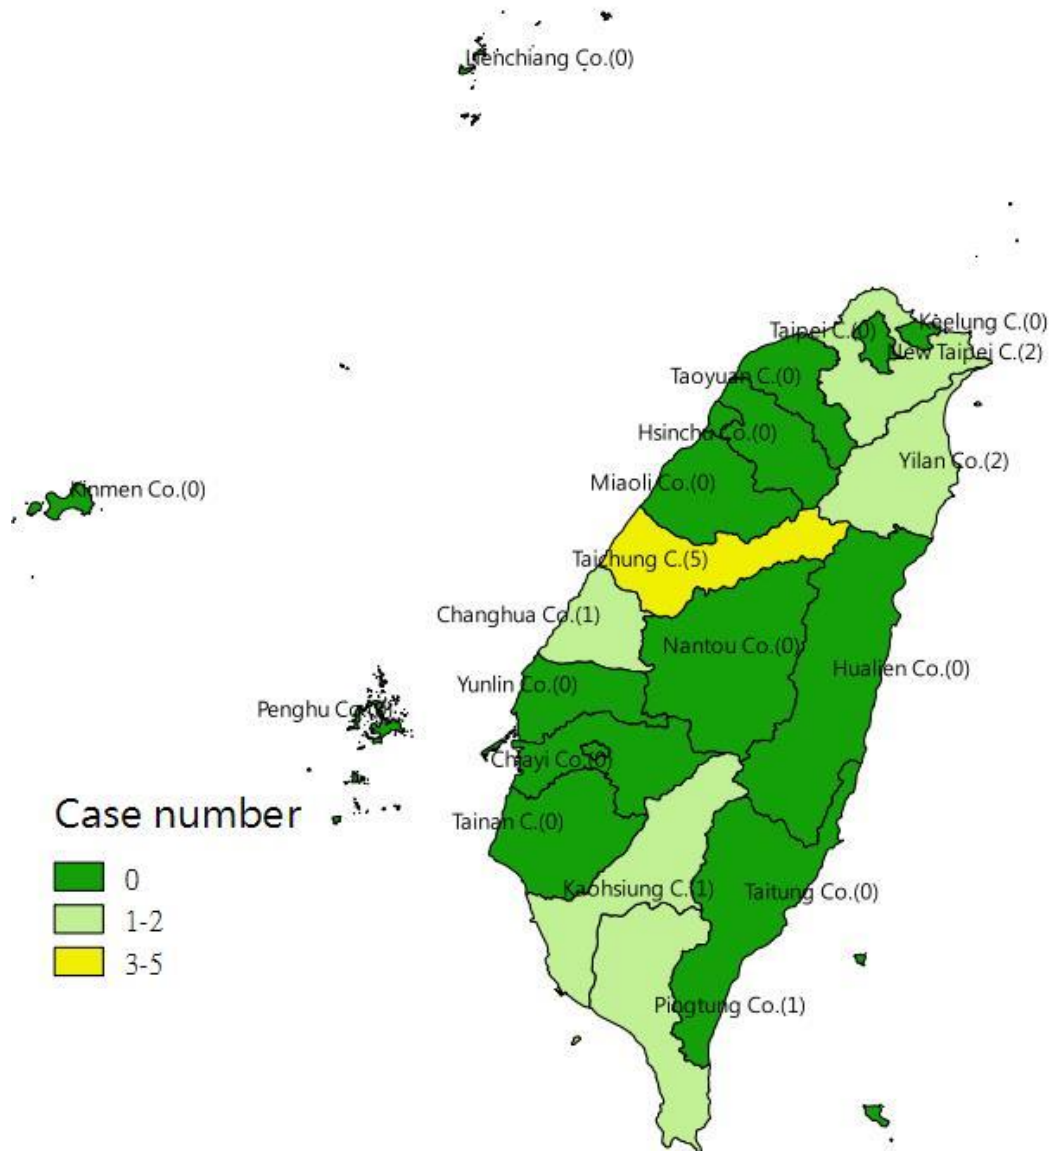 Lienchiang Co.(0)
Taipei C.(0)
Keelung C.(0)
New Taipei C.(2)
Taoyuan C.(0)
Hsinchu Co.(0)
Yilan Co.(2)
Miaoli Co.(0)
Kinmen Co.(0)
Taichung C.(5)
Changhua Co.(1)
Nantou Co.(0)
Hualien Co.(0)
Yunlin Co.(0)
Penghu
Chiayi Co.(0)
Case number
Tainan C.(0)
0
Kaohsiung C.(1)
Taitung Co.(0)
1-2
3-5
Pingtung Co.(1)